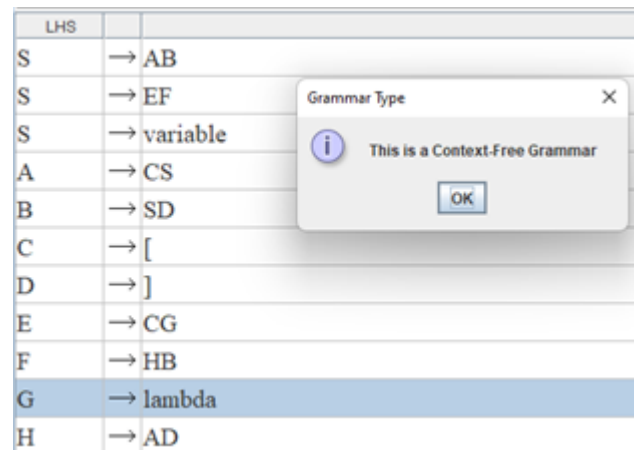 LHS
S → AB
S → EF
S → variable
A → CS
B → SD
C → [
D → ]
E → CG
F → HB
G → lambda
H → AD
Grammar Type
This is a Context-Free Grammar
OK